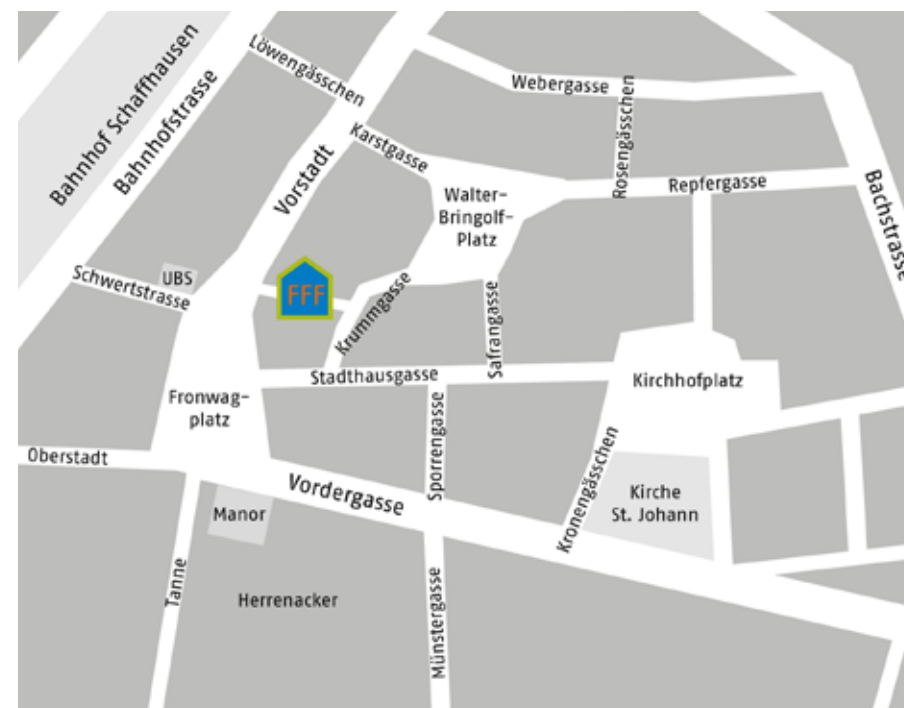 Bahnhof Schaffhausen
Bahnhofstrasse
Löwengässchen
Vorstadt
Karstgasse
Webergasse
Rosengässchen
Repfergasse
Bachstrasse
Walter-
Bringolf-
Platz
UBS
Schwertstrasse
FFF
Krummgasse
Safrangasse
Stadthausgasse
Kirchhofplatz
Fronwag-
platz
Sporrengasse
Oberstadt
Vordergasse
Kronengässchen
Kirche
St. Johann
Manor
Tanne
Herrenacker
Münstergasse